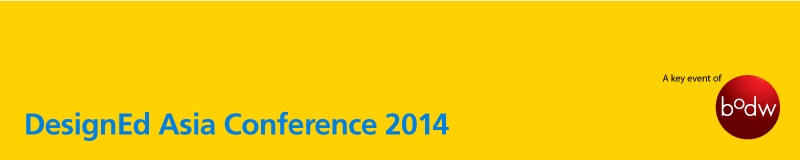 A key event of
bodw
DesignEd Asia Conference 2014